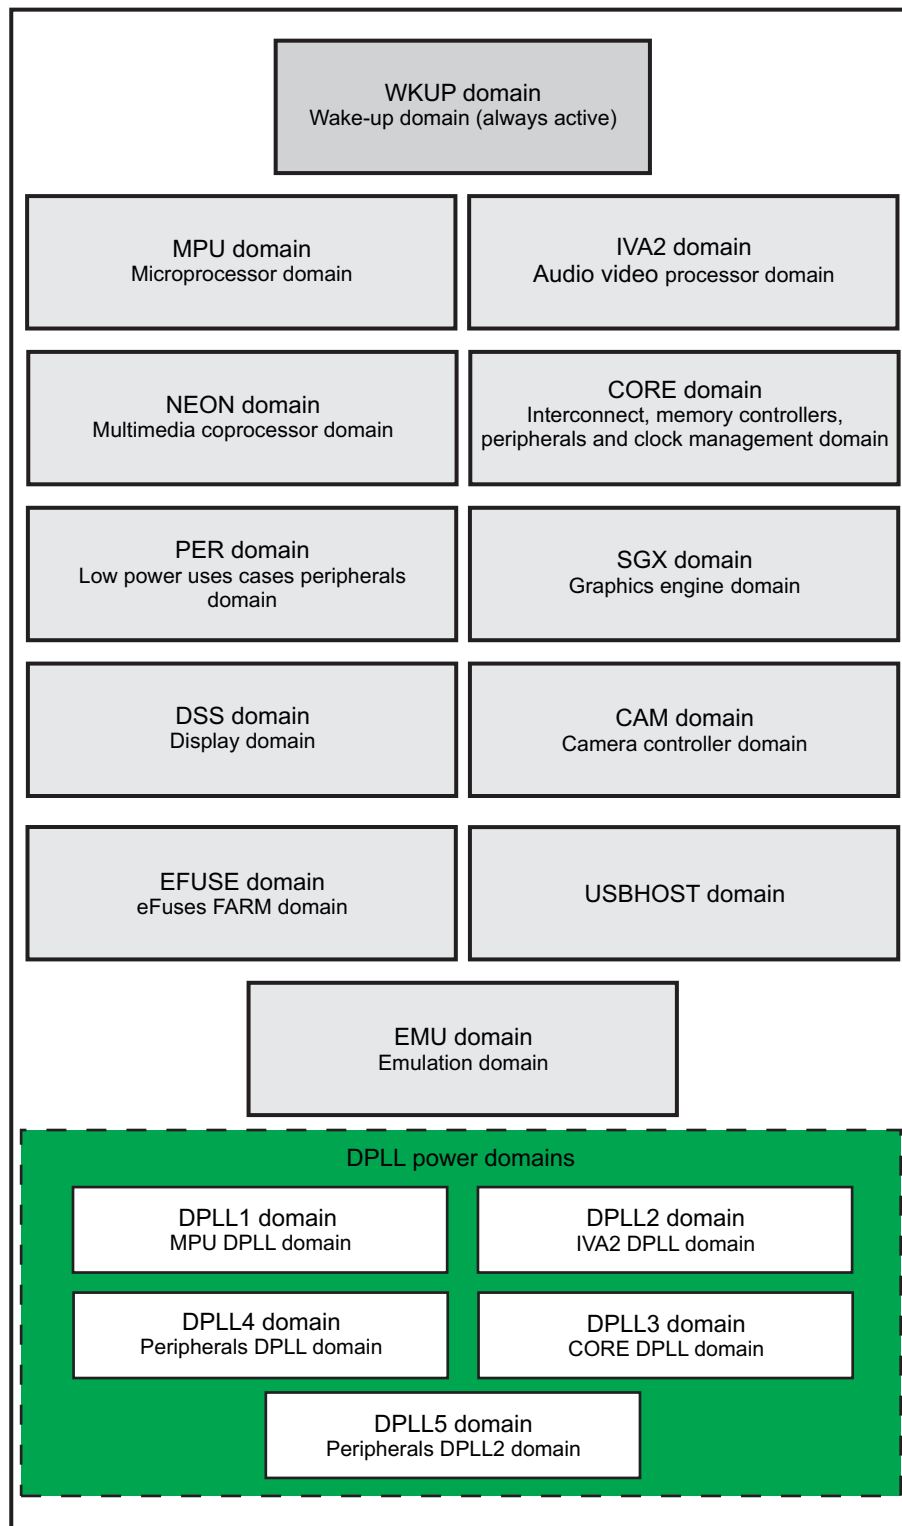 WKUP domain
Wake-up domain (always active)
MPU domain
Microprocessor domain
IVA2 domain
Audio video processor domain
NEON domain
Multimedia coprocessor domain
CORE domain
Interconnect, memory controllers,
peripherals and clock management domain
PER domain
Low power uses cases peripherals
domain
SGX domain
Graphics engine domain
DSS domain
Display domain
CAM domain
Camera controller domain
EFUSE domain
eFuses FARM domain
USBHOST domain
EMU domain
Emulation domain
DPLL power domains
DPLL1 domain
MPU DPLL domain
DPLL2 domain
IVA2 DPLL domain
DPLL4 domain
Peripherals DPLL domain
DPLL3 domain
CORE DPLL domain
DPLL5 domain
Peripherals DPLL2 domain